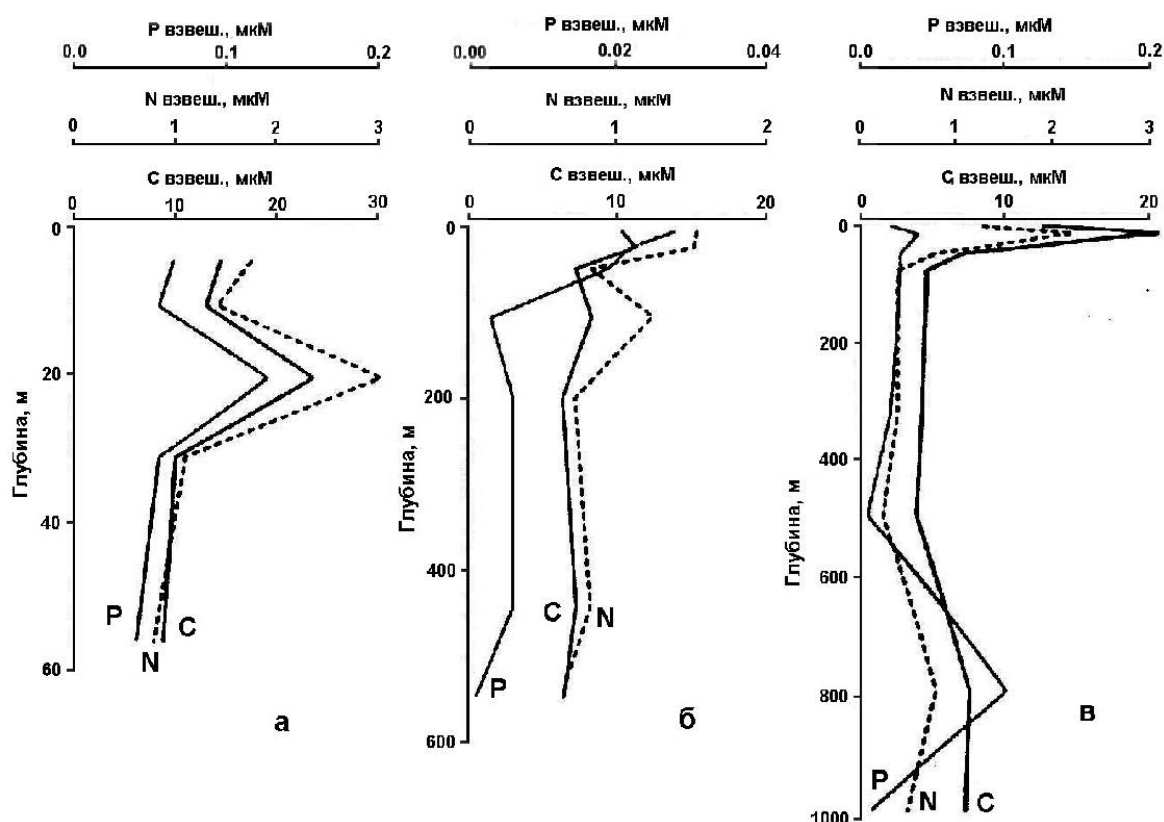 P взвеш., мкМ
0.0 0.1 0.2
N взвеш., мкМ
0 1 2 3
C взвеш., мкМ
0 10 20 30
0
20
40
60
Глубина, м
P
N
C
а
P взвеш., мкМ
0.00 0.02 0.04
N взвеш., мкМ
0 1 2
C взвеш., мкМ
0 10 20
0
200
400
600
Глубина, м
C
N
P
б
P взвеш., мкМ
0.0 0.1 0.2
N взвеш., мкМ
0 1 2 3
C взвеш., мкМ
0 10 20
0
200
400
600
800
1000
Глубина, м
P
N
C
в